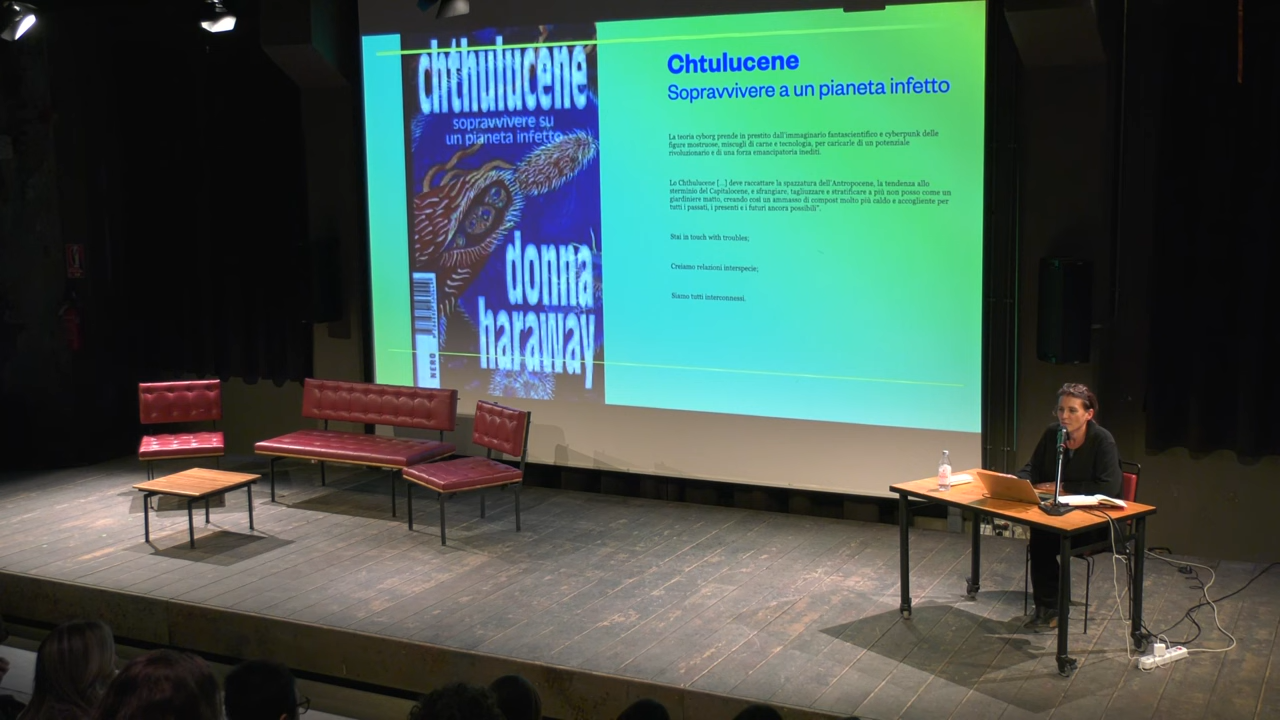 chthulucene
sopravvivere su
un pianeta infetto
donna
haraway
NERO
Chtulucene
Sopravvivere a un pianeta infetto
La teoria cyborg prende in prestito dall'immaginario fantascientifico e cyberpunk delle
figure mostruose, miscugli di carne e tecnologia, per caricarle di un potenziale
rivoluzionario e di una forza emancipatoria inediti.
Lo Chthulucene [...] deve raccattare la spazzatura dell'Antropocene, la tendenza allo
sterminio del Capitalocene, e sfrangiare, tagliuzzare e stratificare a più non posso come un
giardiniere matto, creando così un ammasso di compost molto più caldo e accogliente per
tutti i passati, i presenti e i futuri ancora possibili".
Stai in touch with troubles;
Creiamo relazioni interspecie;
Siamo tutti interconnessi.